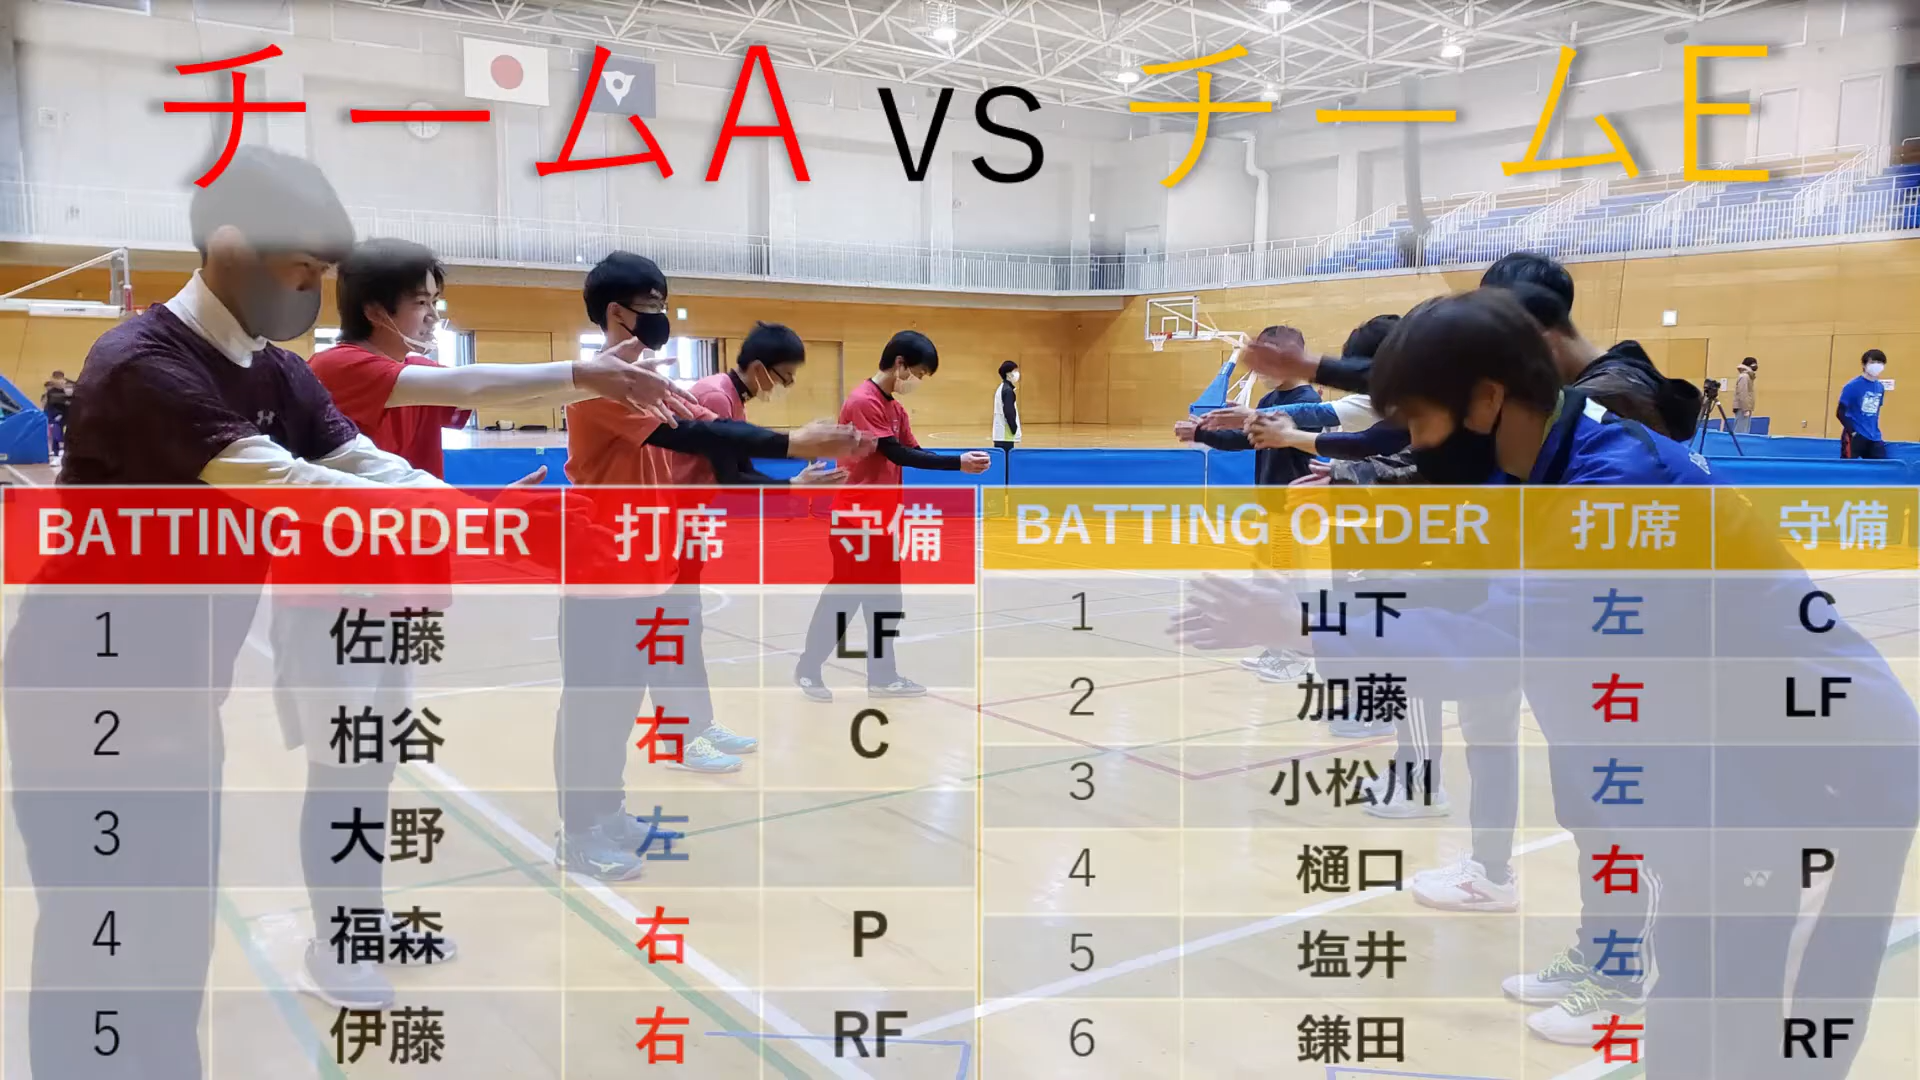 チームA VS チームE
BATTING ORDER 打席 守備
1 佐藤 右 LF
2 柏谷 右 C
3 大野 左
4 福森 右 P
5 伊藤 右 RF
BATTING ORDER 打席 守備
1 山下 左 C
2 加藤 右 LF
3 小松川 左
4 樋口 右 P
5 塩井 左
6 鎌田 右 RF